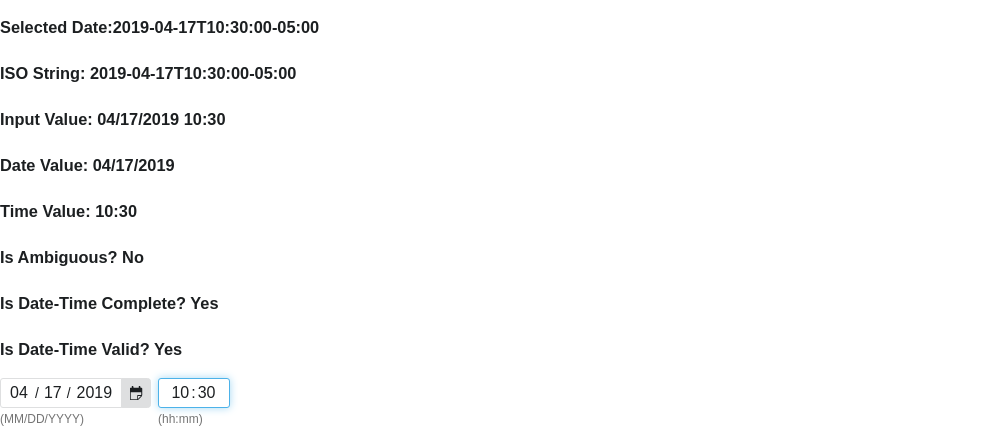 Selected Date:2019-04-17T10:30:00-05:00
ISO String: 2019-04-17T10:30:00-05:00
Input Value: 04/17/2019 10:30
Date Value: 04/17/2019
Time Value: 10:30
Is Ambiguous? No
Is Date-Time Complete? Yes
Is Date-Time Valid? Yes
04 / 17 / 2019 10:30
(MM/DD/YYYY) (hh:mm)